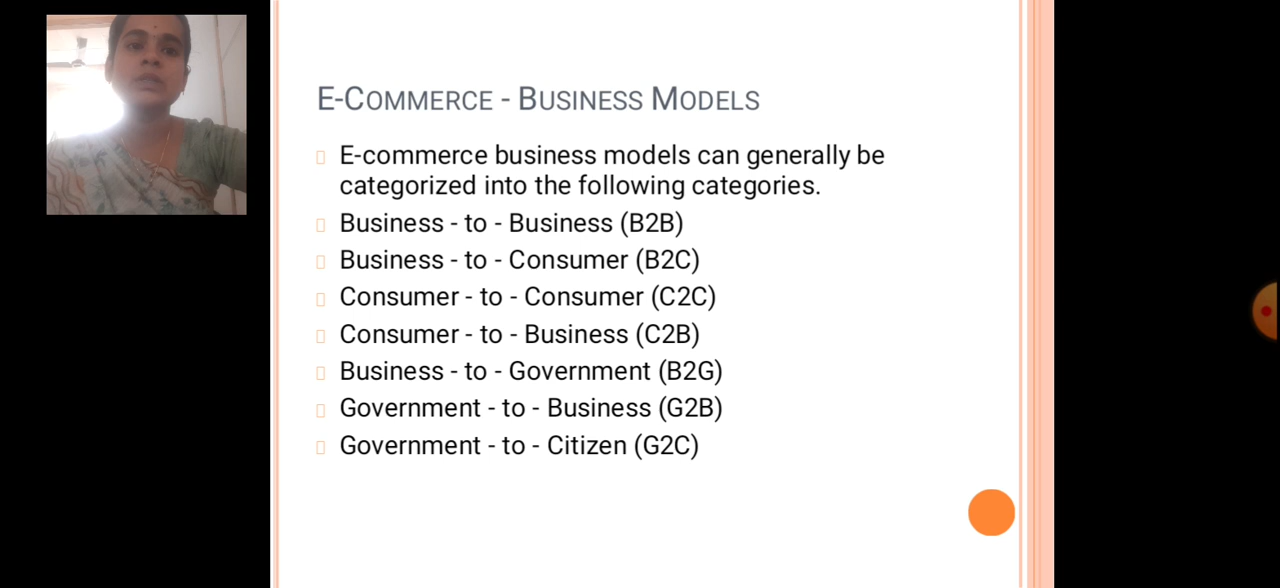 E-Commerce - Business Models
E-commerce business models can generally be
categorized into the following categories.
Business - to - Business (B2B)
Business - to - Consumer (B2C)
Consumer - to - Consumer (C2C)
Consumer - to - Business (C2B)
Business - to - Government (B2G)
Government - to - Business (G2B)
Government - to - Citizen (G2C)